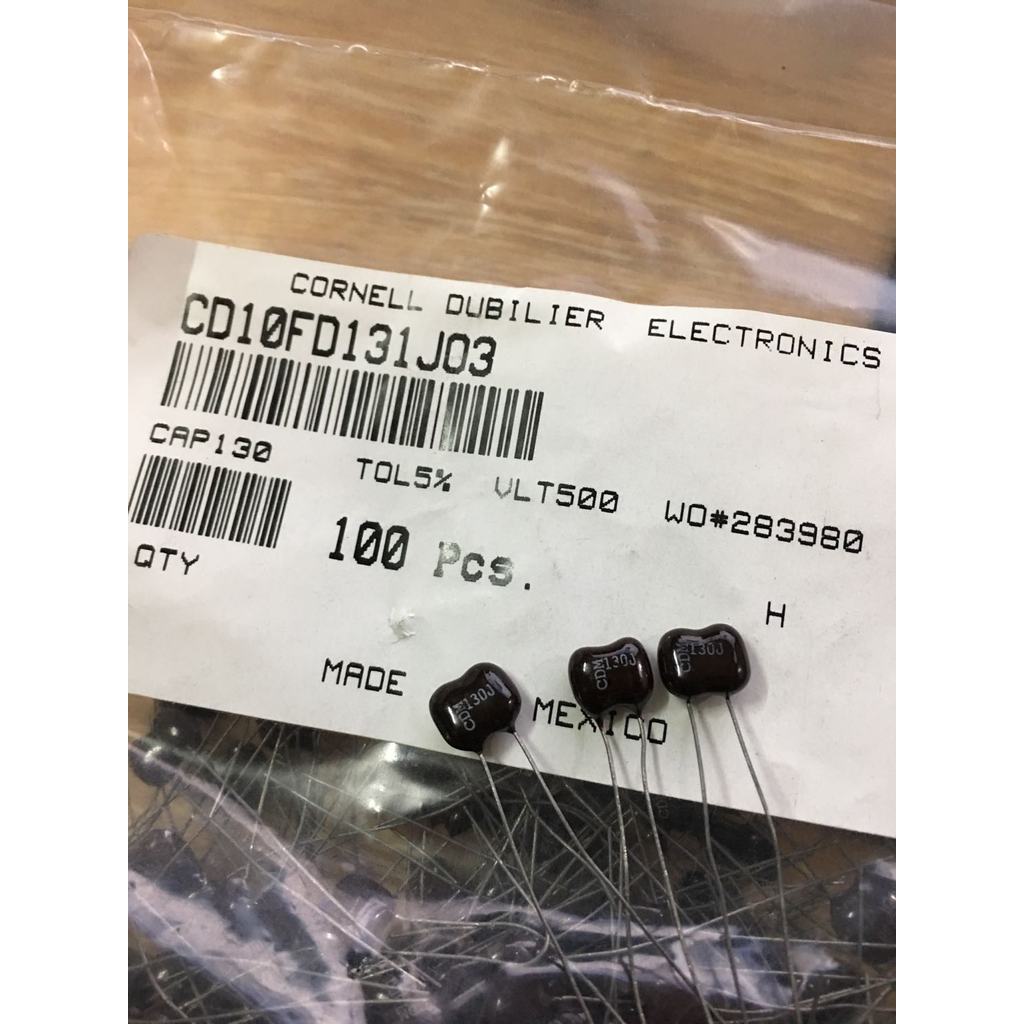 CORNELL DUBILIER ELECTRONICS
CD10FD131J03
CAP130 TOL5% VLT500 WO#283980
QTY 100 Pcs.
H
MADE MEXICO
CDM 130J
CDM 130J
CDM 130J